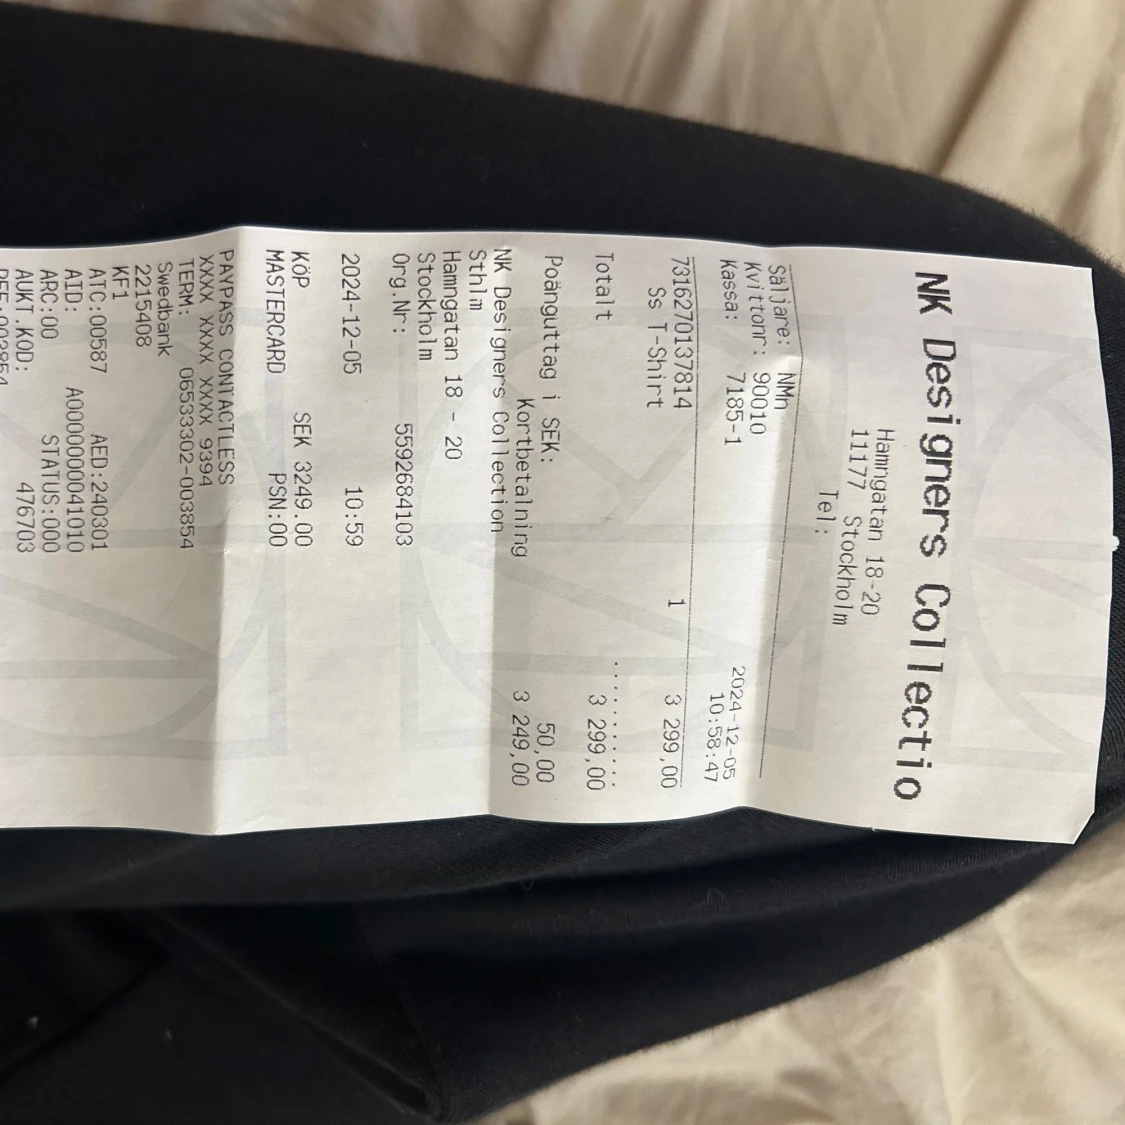 NK Designers Collectio
Hamngatan 18-20
11177 Stockholm
Tel:
Säljare: NMn
Kvittonr: 90010 2024-12-05
Kassa: 7185-1 10:58:47
7316270137814 1 3 299,00
Ss T-Shirt
..........
Totalt 3 299,00
Poänguttag i SEK: 50,00
Kortbetalning 3 249,00
NK Designers Collection
Sthlm
Hamngatan 18 - 20
Stockholm
Org.Nr: 5592684103
2024-12-05 10:59
KÖP SEK 3249.00
MASTERCARD PSN:00
PAYPASS CONTACTLESS
XXXX XXXX XXXX 9394
TERM: 06533302-003854
Swedbank
2215408
KF1
ATC:00587 AED:240301
AID: A0000000041010
ARC:00 STATUS:000
AUKT.KOD: 476703